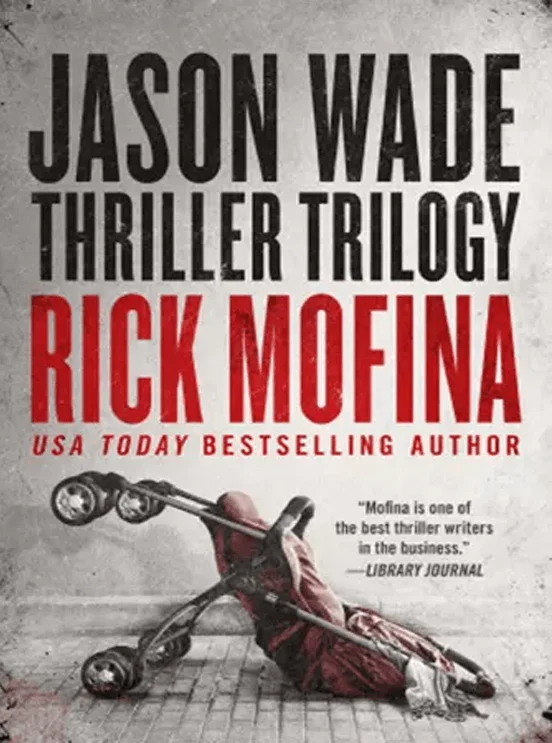 JASON WADE
THRILLER TRILOGY
RICK MOFINA
USA TODAY BESTSELLING AUTHOR
“Mofina is one of
the best thriller writers
in the business.”
—LIBRARY JOURNAL